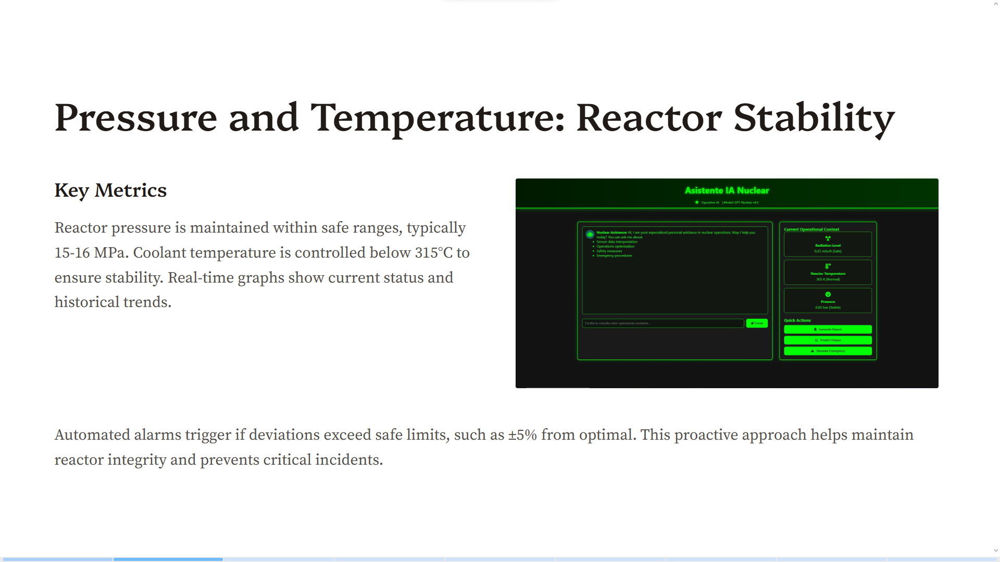 Pressure and Temperature: Reactor Stability
Key Metrics
Reactor pressure is maintained within safe ranges, typically
15-16 MPa. Coolant temperature is controlled below 315°C to
ensure stability. Real-time graphs show current status and
historical trends.
Asistente IA Nuclear
Operative AI | Model: GPT-Nuclear v4.2
Nuclear Asistance: Hi, I am your especialiced personal asistance in nuclear operations. May I help you
today? You can ask me about:
Sensor data interpretation
Operations optimization
Safety measures
Emergency procedures
Escribe tu consulta sobre operaciones nucleares...
Enviar
Current Operational Context
Radiation Level
0.25 mSv/h (Safe)
Reactor Temperature
305 K (Normal)
Pressure
0.82 bar (Stable)
Quick Actions
Generate Report
Predict Output
Simulate Emergency
Automated alarms trigger if deviations exceed safe limits, such as ±5% from optimal. This proactive approach helps maintain
reactor integrity and prevents critical incidents.